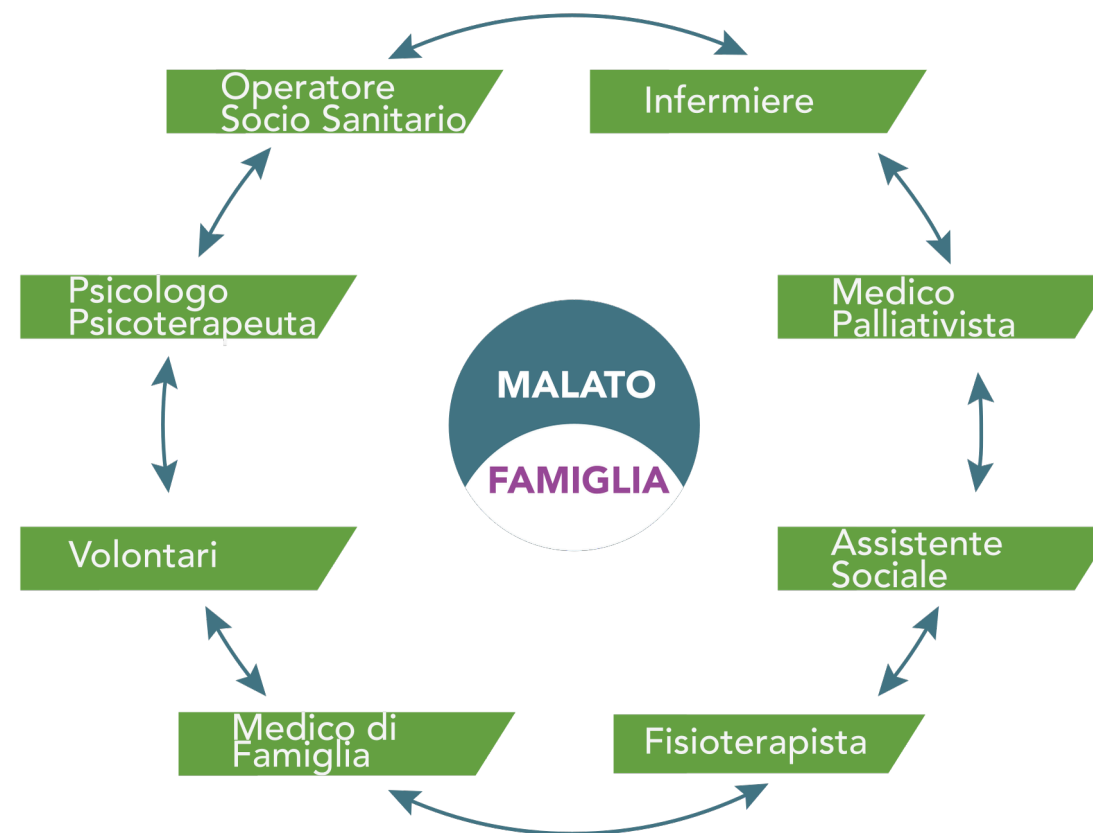 Operatore
Socio Sanitario
Infermiere
Psicologo
Psicoterapeuta
Medico
Palliativista
MALATO
FAMIGLIA
Volontari
Assistente
Sociale
Medico di
Famiglia
Fisioterapista